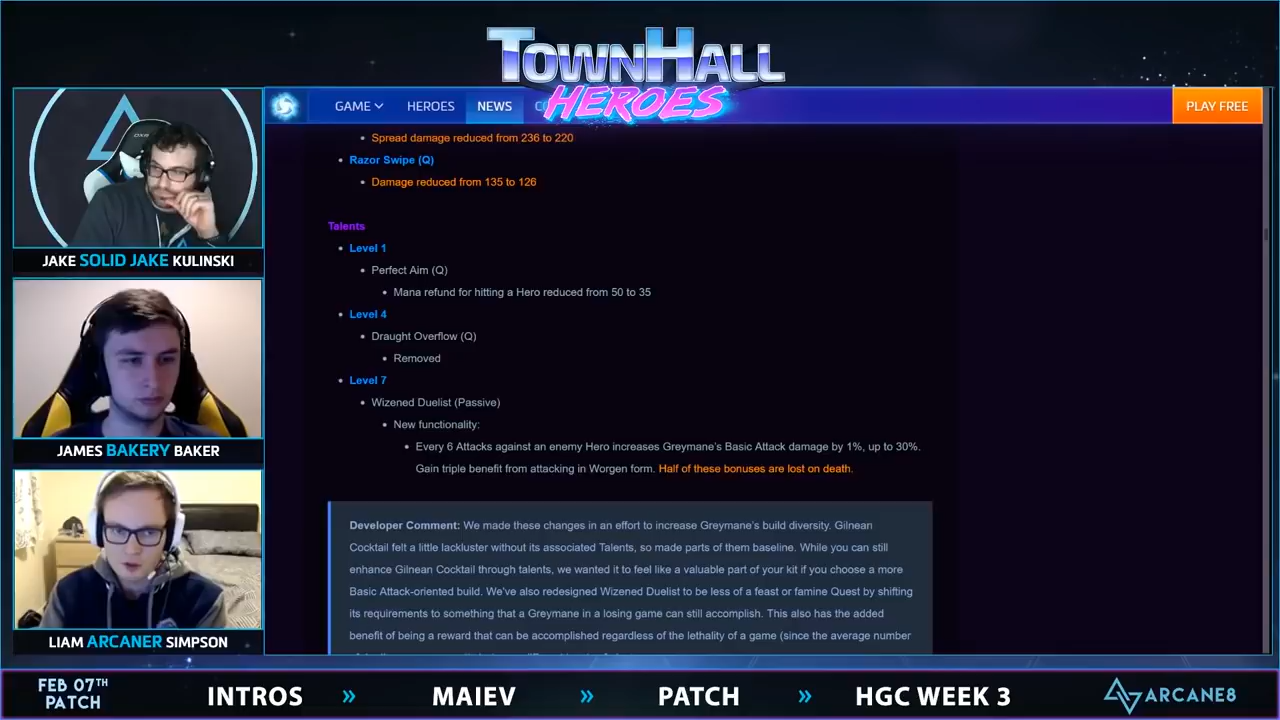 TOWNHALL
HEROES
GAME
HEROES
NEWS
PLAY FREE
Spread damage reduced from 236 to 220
Razor Swipe (Q)
Damage reduced from 135 to 126
Talents
Level 1
Perfect Aim (Q)
Mana refund for hitting a Hero reduced from 50 to 35
Level 4
Draught Overflow (Q)
Removed
Level 7
Wizened Duelist (Passive)
New functionality:
Every 6 Attacks against an enemy Hero increases Greymane's Basic Attack damage by 1%, up to 30%.
Gain triple benefit from attacking in Worgen form. Half of these bonuses are lost on death.
Developer Comment: We made these changes in an effort to increase Greymane's build diversity. Gilnean
Cocktail felt a little lackluster without its associated Talents, so made parts of them baseline. While you can still
enhance Gilnean Cocktail through talents, we wanted it to feel like a valuable part of your kit if you choose a more
Basic Attack-oriented build. We've also redesigned Wizened Duelist to be less of a feast or famine Quest by shifting
its requirements to something that a Greymane in a losing game can still accomplish. This also has the added
benefit of being a reward that can be accomplished regardless of the lethality of a game (since the average number
JAKE SOLID JAKE KULINSKI
JAMES BAKERY BAKER
LIAM ARCANER SIMPSON
FEB 07TH
PATCH
INTROS » MAIEV » PATCH » HGC WEEK 3
ARCANE8